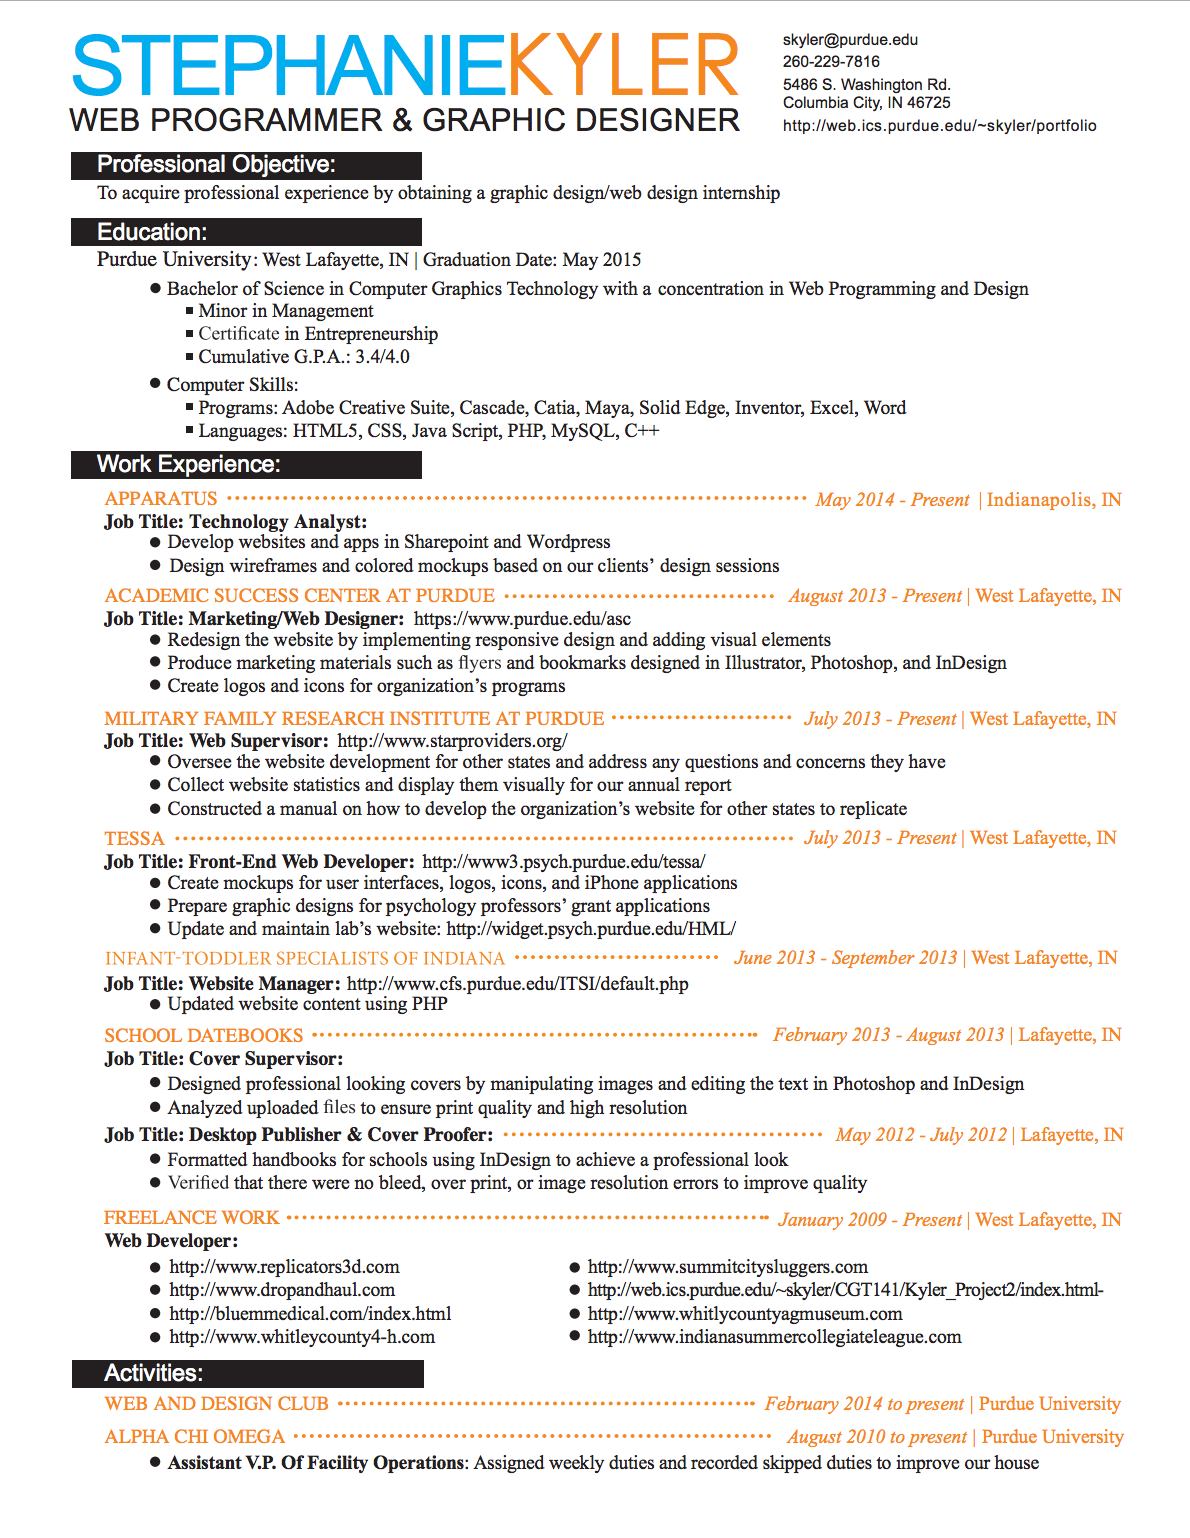 STEPHANIEKYLER
WEB PROGRAMMER & GRAPHIC DESIGNER
skyler@purdue.edu
260-229-7816
5486 S. Washington Rd.
Columbia City, IN 46725
http://web.ics.purdue.edu/~skyler/portfolio
Professional Objective:
To acquire professional experience by obtaining a graphic design/web design internship
Education:
Purdue University: West Lafayette, IN | Graduation Date: May 2015
● Bachelor of Science in Computer Graphics Technology with a concentration in Web Programming and Design
▪ Minor in Management
▪ Certificate in Entrepreneurship
▪ Cumulative G.P.A.: 3.4/4.0
● Computer Skills:
▪ Programs: Adobe Creative Suite, Cascade, Catia, Maya, Solid Edge, Inventor, Excel, Word
▪ Languages: HTML5, CSS, Java Script, PHP, MySQL, C++
Work Experience:
APPARATUS May 2014 - Present | Indianapolis, IN
Job Title: Technology Analyst:
● Develop websites and apps in Sharepoint and Wordpress
● Design wireframes and colored mockups based on our clients’ design sessions
ACADEMIC SUCCESS CENTER AT PURDUE August 2013 - Present | West Lafayette, IN
Job Title: Marketing/Web Designer: https://www.purdue.edu/asc
● Redesign the website by implementing responsive design and adding visual elements
● Produce marketing materials such as flyers and bookmarks designed in Illustrator, Photoshop, and InDesign
● Create logos and icons for organization’s programs
MILITARY FAMILY RESEARCH INSTITUTE AT PURDUE July 2013 - Present | West Lafayette, IN
Job Title: Web Supervisor: http://www.starproviders.org/
● Oversee the website development for other states and address any questions and concerns they have
● Collect website statistics and display them visually for our annual report
● Constructed a manual on how to develop the organization’s website for other states to replicate
TESSA July 2013 - Present | West Lafayette, IN
Job Title: Front-End Web Developer: http://www3.psych.purdue.edu/tessa/
● Create mockups for user interfaces, logos, icons, and iPhone applications
● Prepare graphic designs for psychology professors’ grant applications
● Update and maintain lab’s website: http://widget.psych.purdue.edu/HML/
INFANT-TODDLER SPECIALISTS OF INDIANA June 2013 - September 2013 | West Lafayette, IN
Job Title: Website Manager: http://www.cfs.purdue.edu/ITSI/default.php
● Updated website content using PHP
SCHOOL DATEBOOKS February 2013 - August 2013 | Lafayette, IN
Job Title: Cover Supervisor:
● Designed professional looking covers by manipulating images and editing the text in Photoshop and InDesign
● Analyzed uploaded files to ensure print quality and high resolution
Job Title: Desktop Publisher & Cover Proofer: May 2012 - July 2012 | Lafayette, IN
● Formatted handbooks for schools using InDesign to achieve a professional look
● Verified that there were no bleed, over print, or image resolution errors to improve quality
FREELANCE WORK January 2009 - Present | West Lafayette, IN
Web Developer:
● http://www.replicators3d.com
● http://www.dropandhaul.com
● http://bluemmedical.com/index.html
● http://www.whitleycounty4-h.com
● http://www.summitcitysluggers.com
● http://web.ics.purdue.edu/~skyler/CGT141/Kyler_Project2/index.html-
● http://www.whitlycountyagmuseum.com
● http://www.indianasummercollegiateleague.com
Activities:
WEB AND DESIGN CLUB February 2014 to present | Purdue University
ALPHA CHI OMEGA August 2010 to present | Purdue University
● Assistant V.P. Of Facility Operations: Assigned weekly duties and recorded skipped duties to improve our house